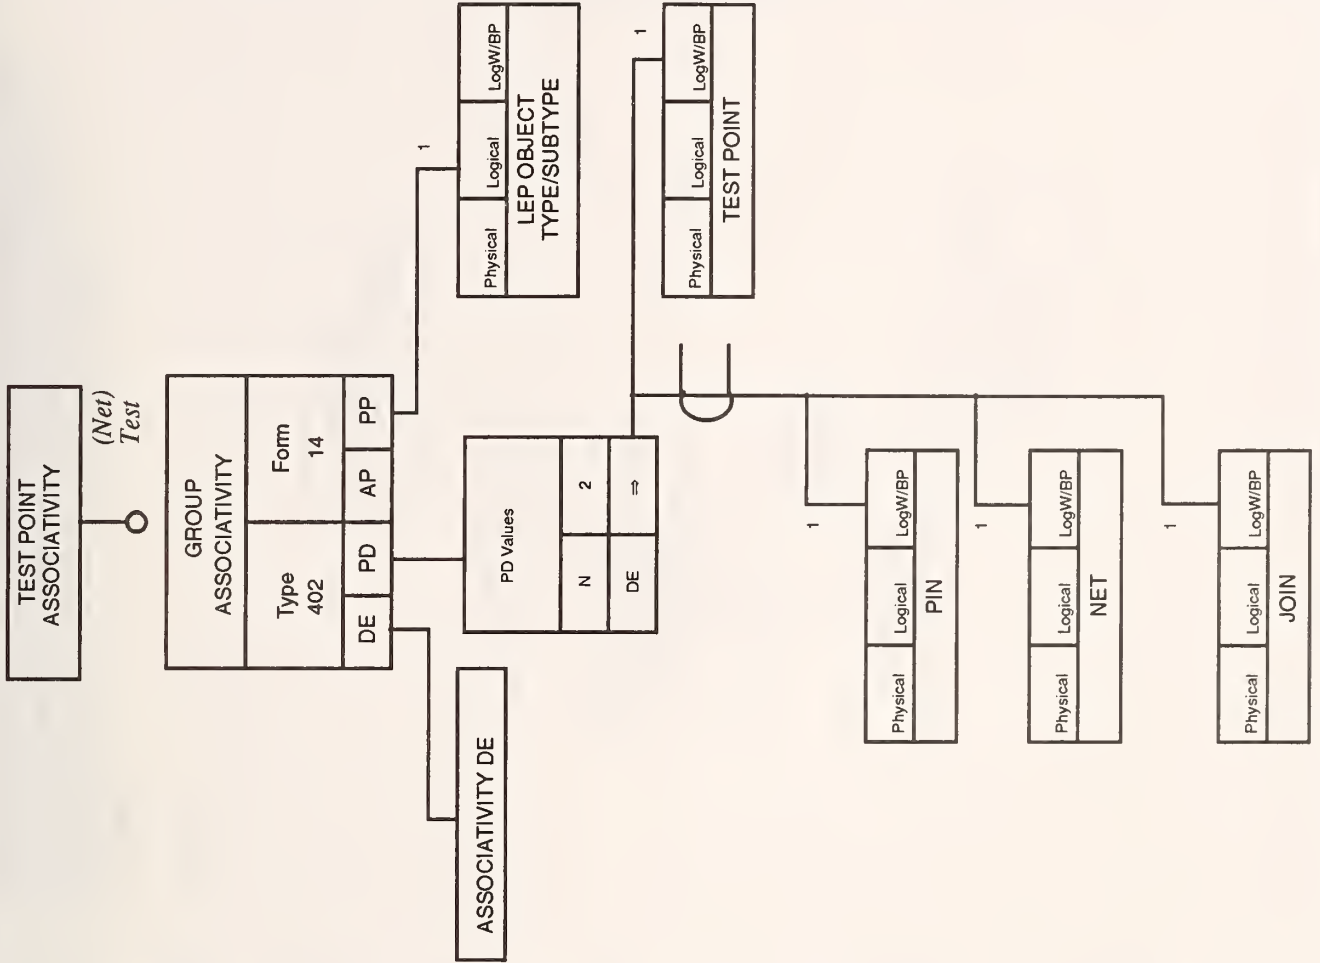 TEST POINT
ASSOCIATIVITY
(Net)
Test
GROUP
ASSOCIATIVITY
Type
402
Form
14
DE
PD
AP
PP
ASSOCIATIVITY DE
PD Values
N
2
DE
⇒
1
Physical
Logical
LogW/BP
LEP OBJECT
TYPE/SUBTYPE
1
Physical
Logical
LogW/BP
TEST POINT
1
Physical
Logical
LogW/BP
PIN
1
Physical
Logical
LogW/BP
NET
1
Physical
Logical
LogW/BP
JOIN